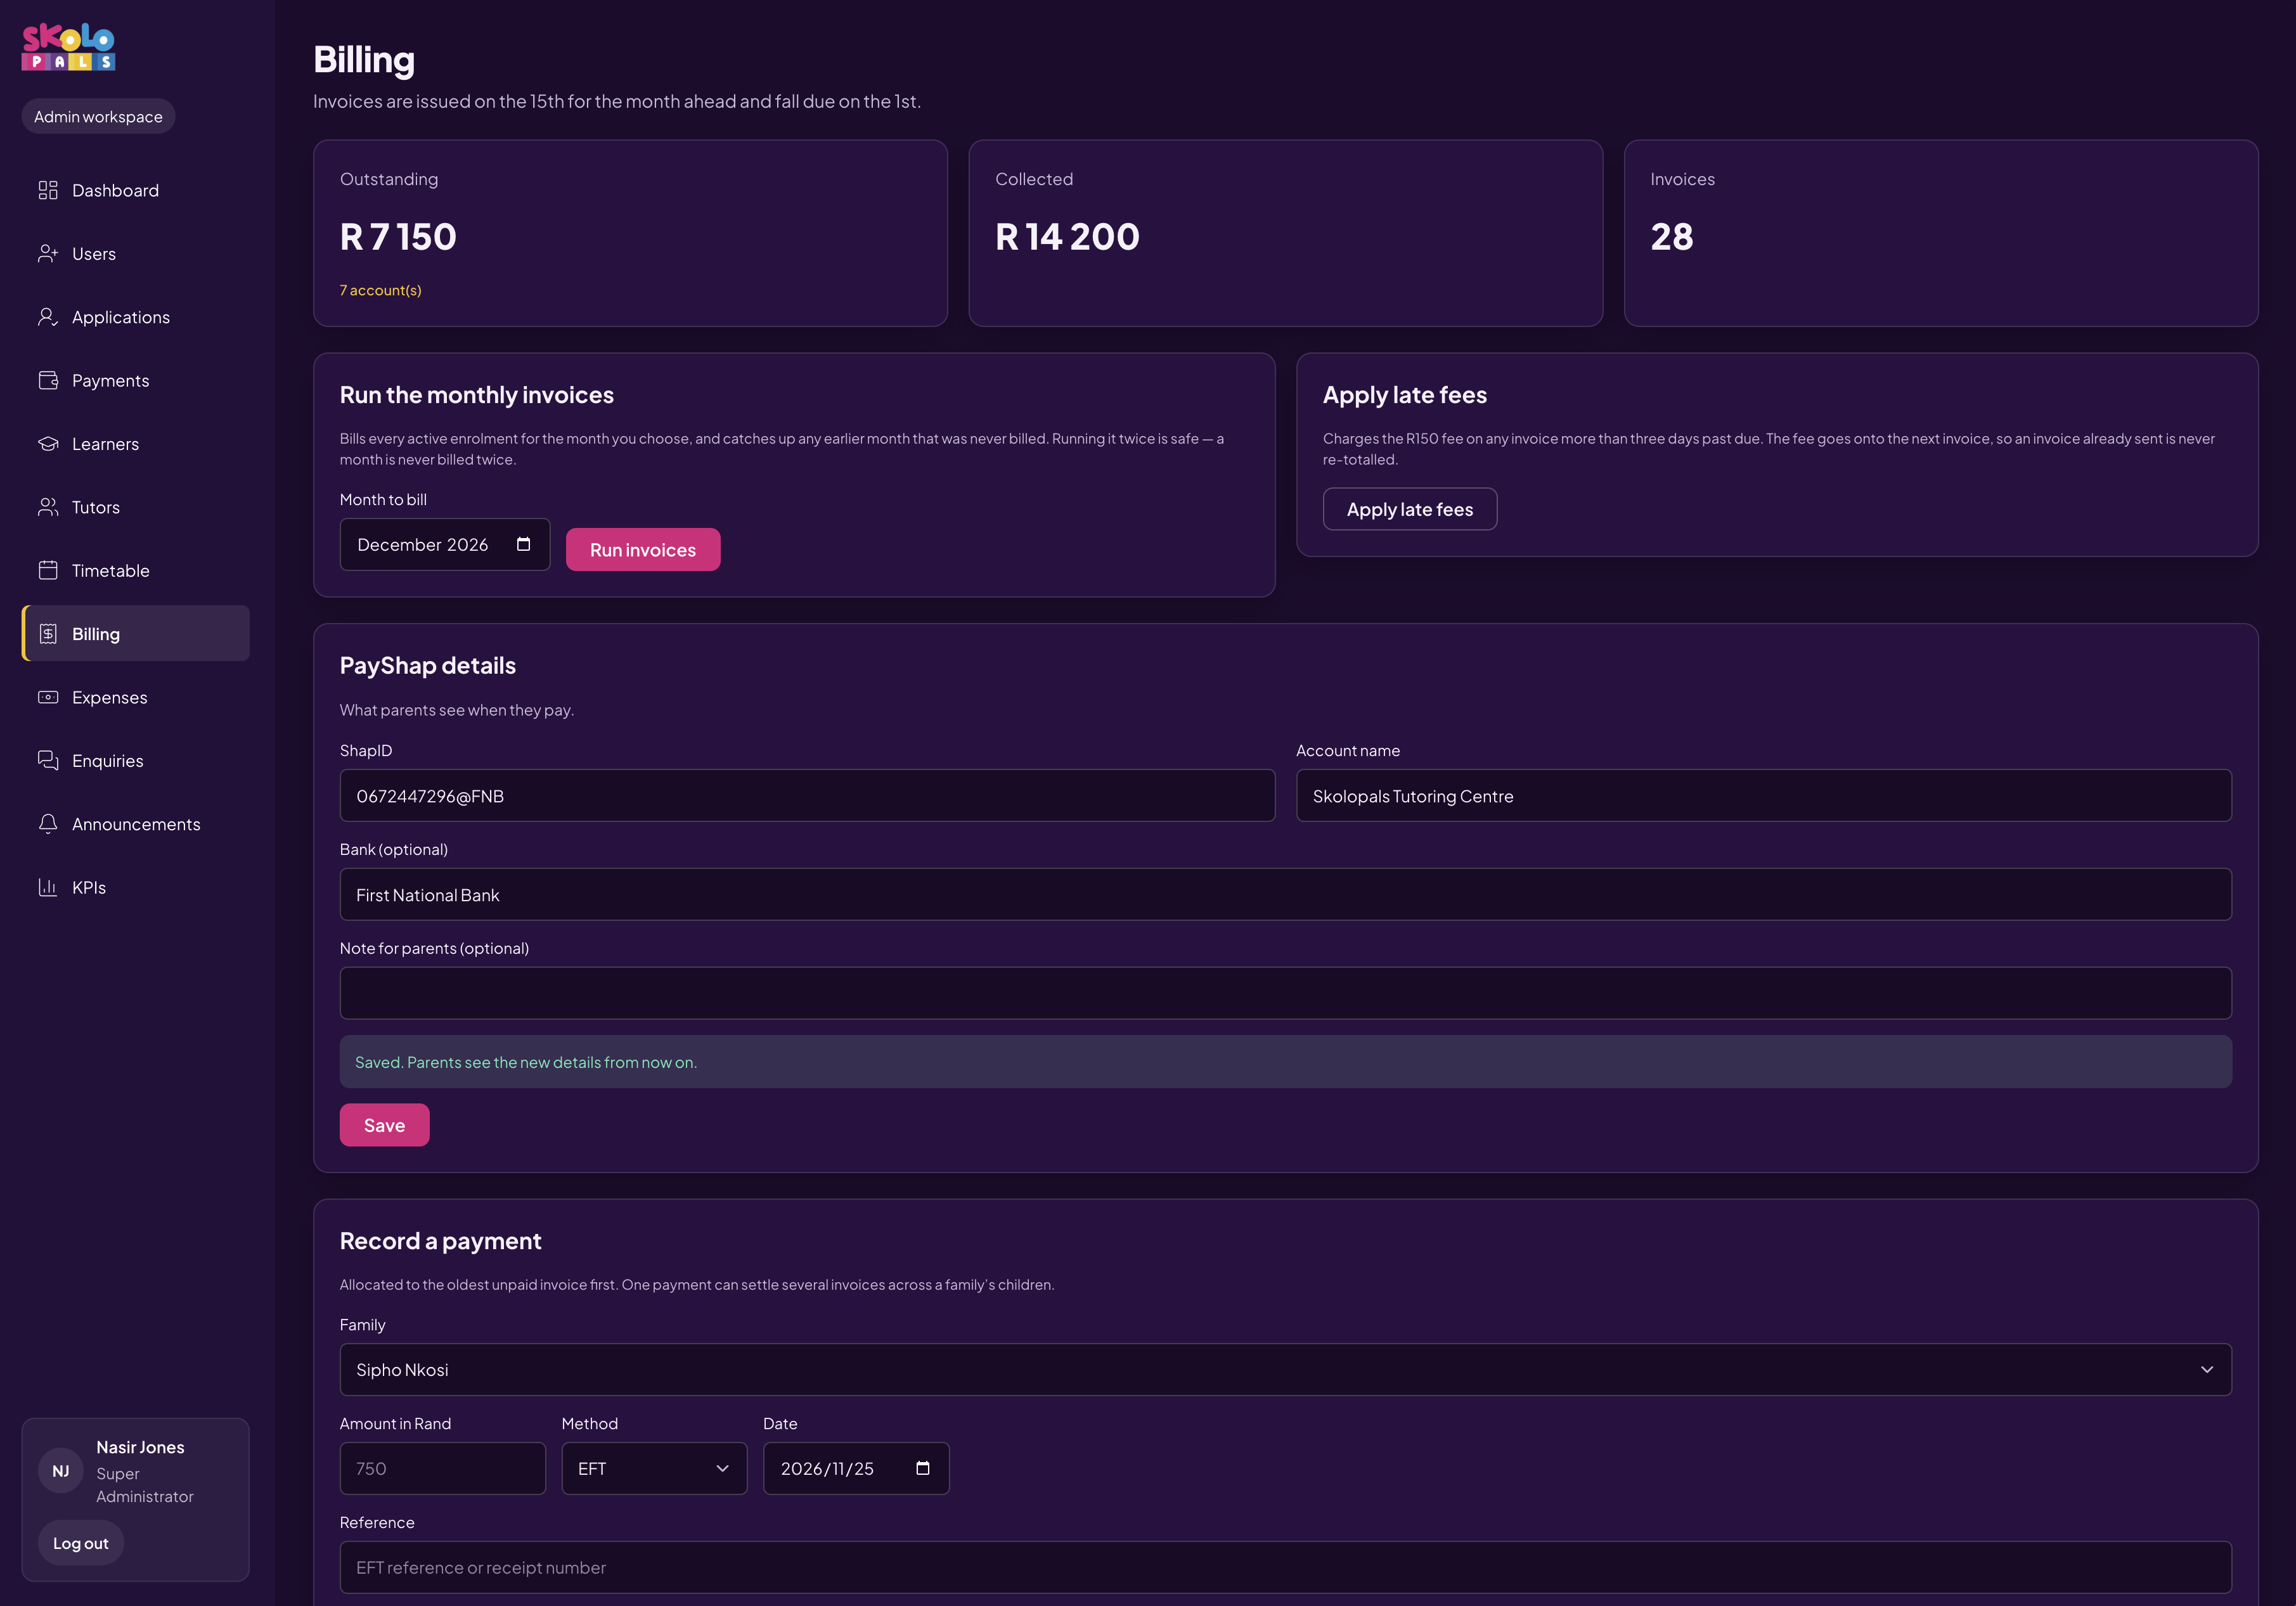 SKOLO
PALS
Admin workspace
Dashboard
Users
Applications
Payments
Learners
Tutors
Timetable
Billing
Expenses
Enquiries
Announcements
KPIs
NJ
Nasir Jones
Super
Administrator
Log out
Billing
Invoices are issued on the 15th for the month ahead and fall due on the 1st.
Outstanding
R 7 150
7 account(s)
Collected
R 14 200
Invoices
28
Run the monthly invoices
Bills every active enrolment for the month you choose, and catches up any earlier month that was never billed. Running it twice is safe — a
month is never billed twice.
Month to bill
December 2026
Run invoices
Apply late fees
Charges the R150 fee on any invoice more than three days past due. The fee goes onto the next invoice, so an invoice already sent is never
re-totalled.
Apply late fees
PayShap details
What parents see when they pay.
ShapID
0672447296@FNB
Account name
Skolopals Tutoring Centre
Bank (optional)
First National Bank
Note for parents (optional)
Saved. Parents see the new details from now on.
Save
Record a payment
Allocated to the oldest unpaid invoice first. One payment can settle several invoices across a family's children.
Family
Sipho Nkosi
Amount in Rand
750
Method
EFT
Date
2026/11/25
Reference
EFT reference or receipt number